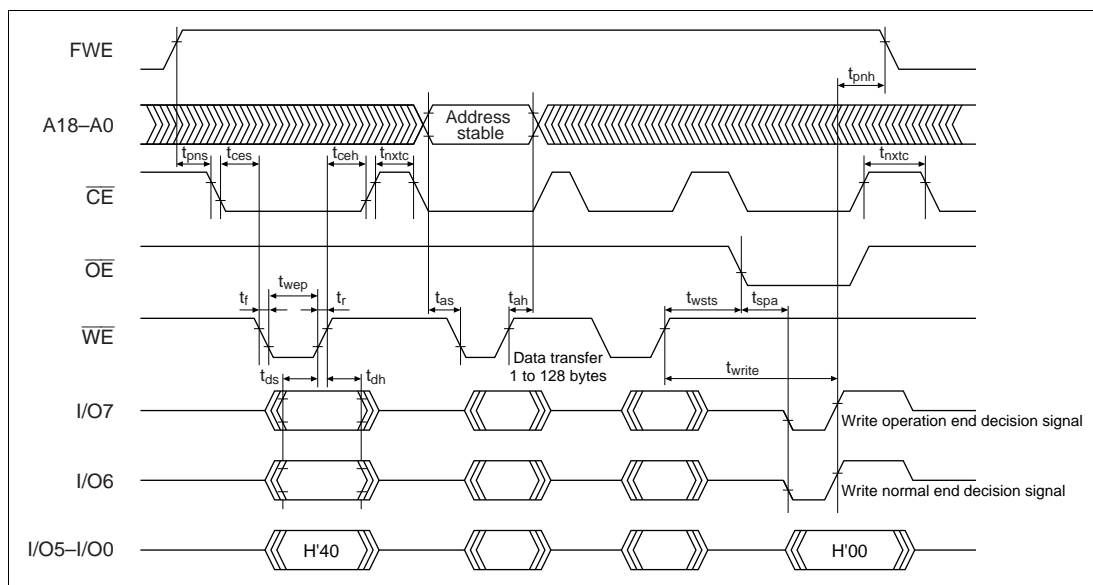 FWE
tpnh
A18–A0
Address
stable
tpns
tces
tceh
tnxtc
tnxtc
CE
OE
tf
twep
tr
tas
tah
twsts
tspa
WE
Data transfer
1 to 128 bytes
tds
tdh
twrite
I/O7
Write operation end decision signal
I/O6
Write normal end decision signal
I/O5–I/O0
H'40
H'00